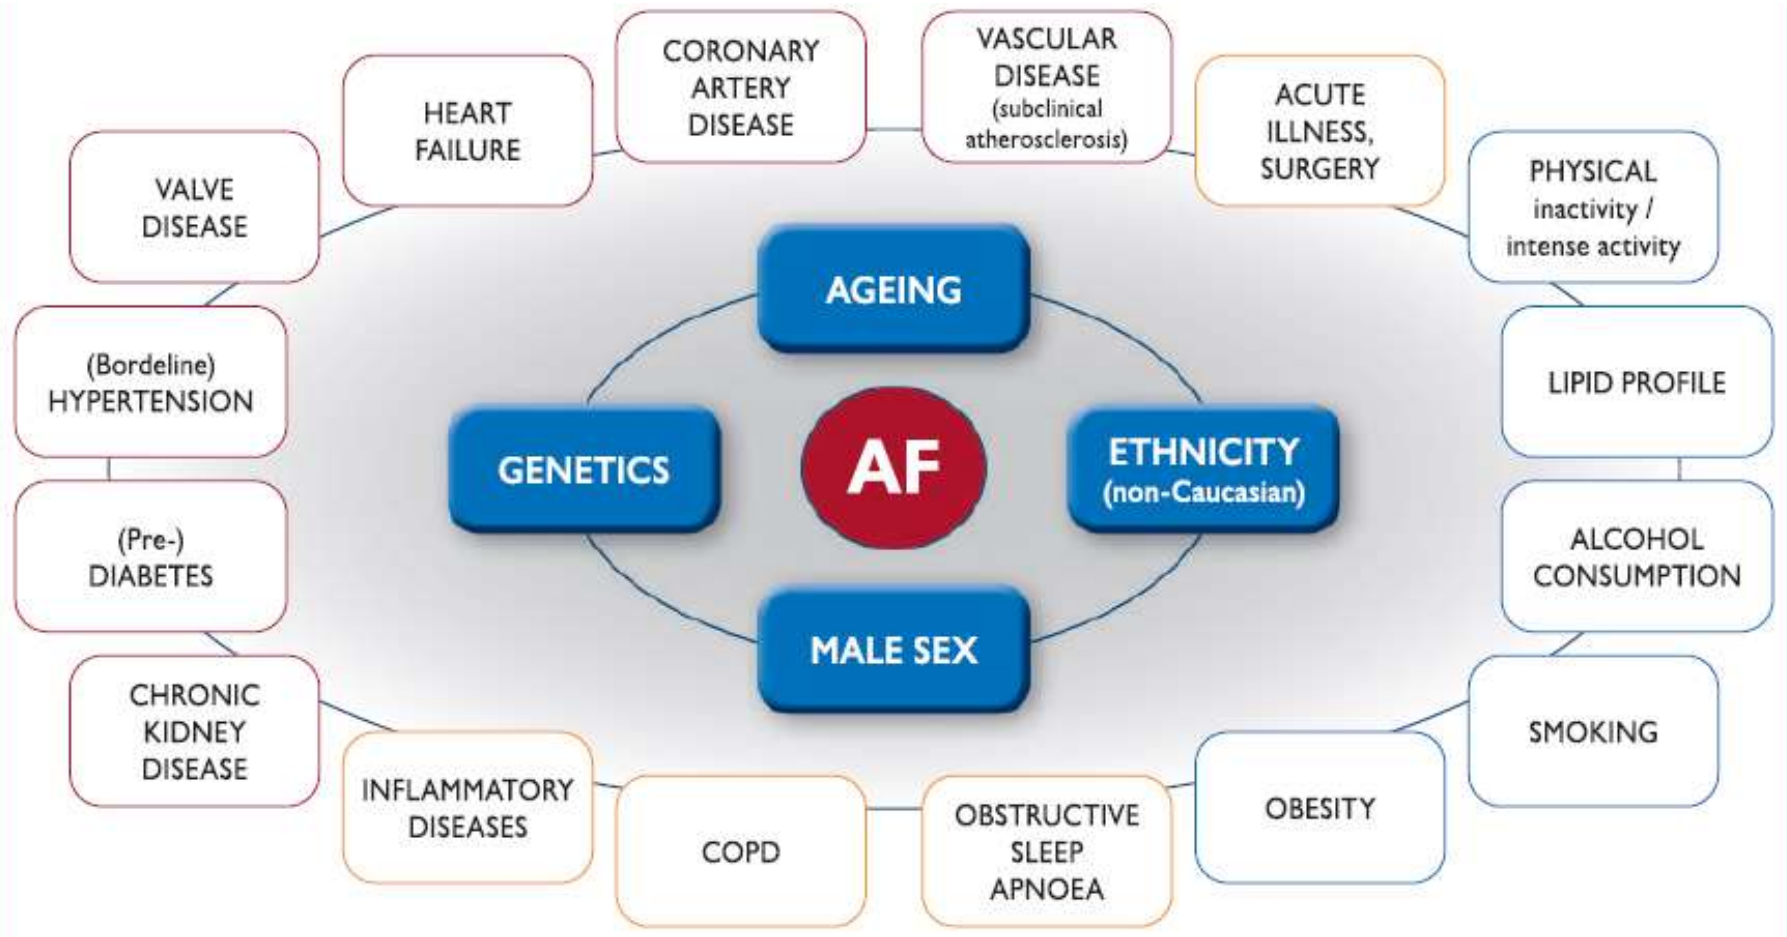 CORONARY
ARTERY
DISEASE
VASCULAR
DISEASE
(subclinical
atherosclerosis)
HEART
FAILURE
ACUTE
ILLNESS,
SURGERY
VALVE
DISEASE
PHYSICAL
inactivity /
intense activity
AGEING
(Bordeline)
HYPERTENSION
LIPID PROFILE
GENETICS
AF
ETHNICITY
(non-Caucasian)
(Pre-)
DIABETES
ALCOHOL
CONSUMPTION
MALE SEX
CHRONIC
KIDNEY
DISEASE
SMOKING
INFLAMMATORY
DISEASES
COPD
OBSTRUCTIVE
SLEEP
APNOEA
OBESITY